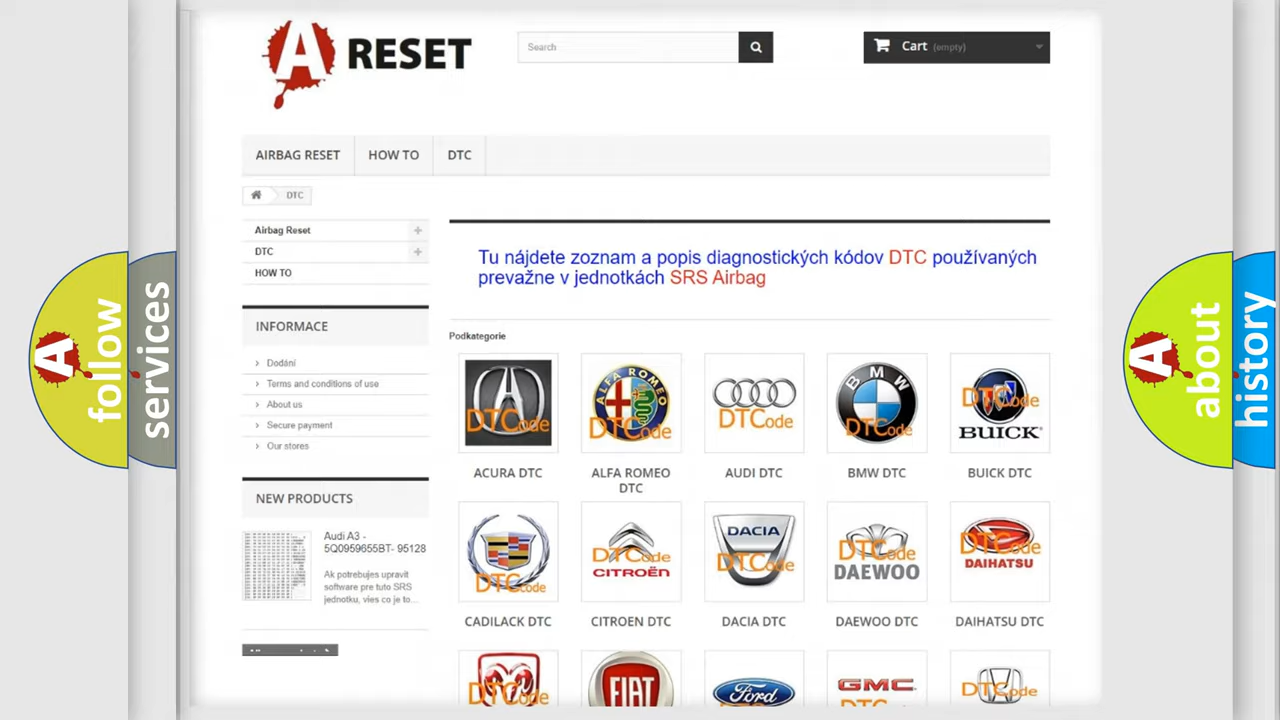 A RESET
Search
Cart (empty)
AIRBAG RESET
HOW TO
DTC
DTC
Airbag Reset
DTC
HOW TO
Tu nájdete zoznam a popis diagnostických kódov DTC používaných
prevažne v jednotkách SRS Airbag
INFORMACE
Dodání
Terms and conditions of use
About us
Secure payment
Our stores
NEW PRODUCTS
Audi A3 -
5Q0959655BT- 95128
Ak potrebujes upravit
software pre tuto SRS
jednotku, vies co je to...
Podkategorie
DTCode
ALFA ROMEO
DTCode
DTCode
BMW
DTCode
DTCode
BUICK
ACURA DTC
ALFA ROMEO
DTC
AUDI DTC
BMW DTC
BUICK DTC
DTCode
DTCode
CITROËN
DACIA
DTCode
DTCode
DAEWOO
DTCode
DAIHATSU
CADILACK DTC
CITROEN DTC
DACIA DTC
DAEWOO DTC
DAIHATSU DTC
DTCode
FIAT
Ford
GMC
DTCode
A follow
services
A about
history